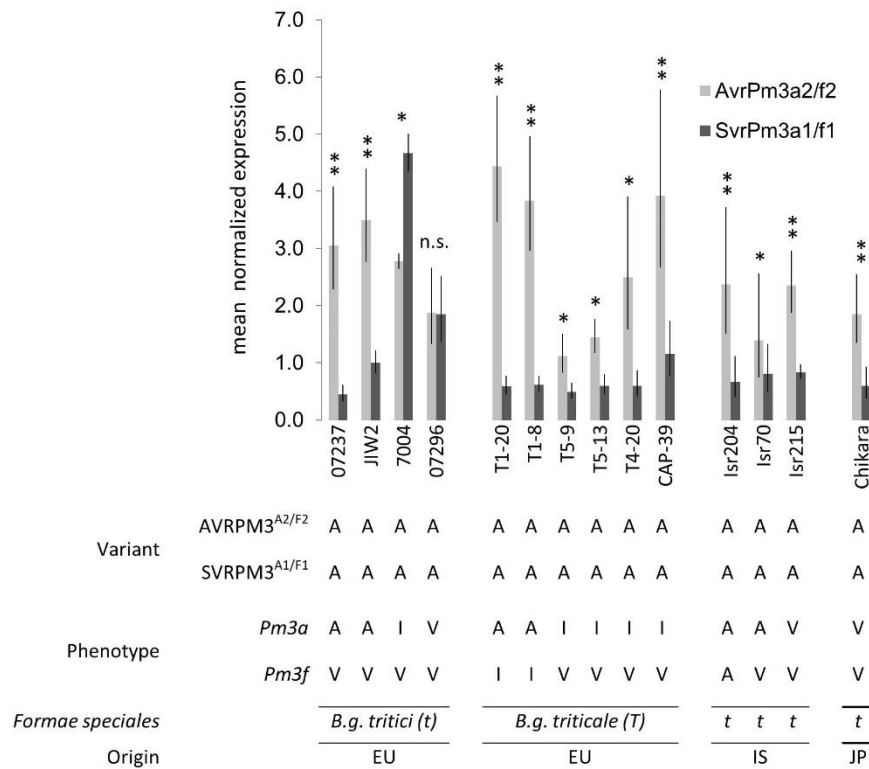 7.0
6.0
5.0
4.0
3.0
2.0
1.0
0.0
mean normalized expression
** ** * n.s. ** ** * * * ** ** * ** **
AvrPm3a2/f2
SvrPm3a1/f1
07237 JIW2 7004 07296 T1-20 T1-8 T5-9 T5-13 T4-20 CAP-39 Isr204 Isr70 Isr215 Chikara
Variant
AVRPM3A2/F2 A A A A A A A A A A A A A A
SVRPM3A1/F1 A A A A A A A A A A A A A A
Phenotype
Pm3a A A I V A A I I I I A A V V
Pm3f V V V V I I V V V V A V V V
Formae speciales B.g. tritici (t) B.g. triticale (T) t t t t
Origin EU EU IS JP